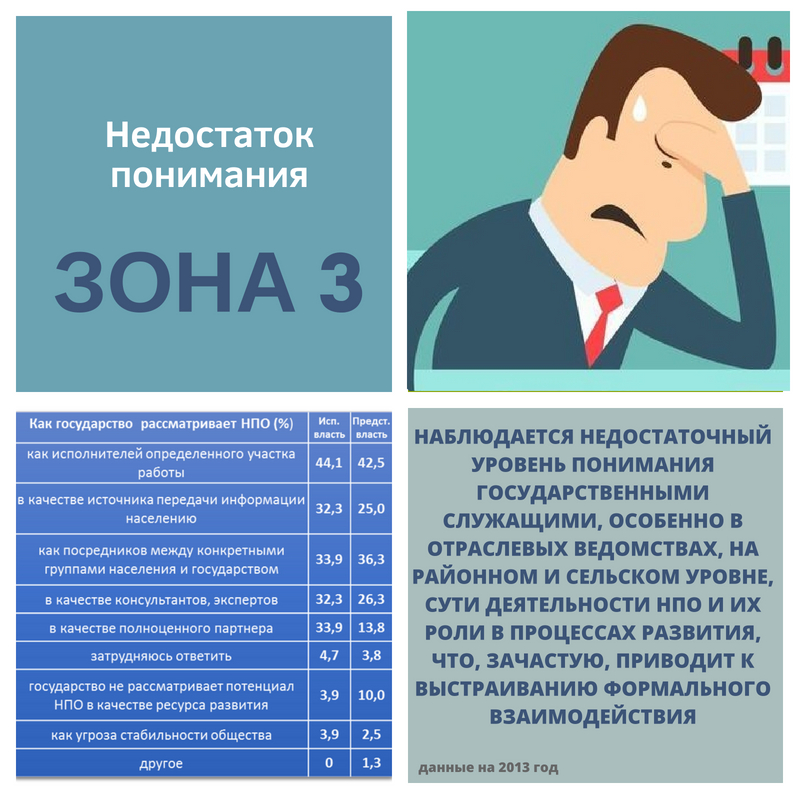 Недостаток
понимания
ЗОНА 3
Как государство рассматривает НПО (%)
Исп.
власть
Предст.
власть
как исполнителей определенного участка
работы
44,1
42,5
в качестве источника передачи информации
населению
32,3
25,0
как посредников между конкретными
группами населения и государством
33,9
36,3
в качестве консультантов, экспертов
32,3
26,3
в качестве полноценного партнера
33,9
13,8
затрудняюсь ответить
4,7
3,8
государство не рассматривает потенциал
НПО в качестве ресурса развития
3,9
10,0
как угроза стабильности общества
3,9
2,5
другое
0
1,3
НАБЛЮДАЕТСЯ НЕДОСТАТОЧНЫЙ
УРОВЕНЬ ПОНИМАНИЯ
ГОСУДАРСТВЕННЫМИ
СЛУЖАЩИМИ, ОСОБЕННО В
ОТРАСЛЕВЫХ ВЕДОМСТВАХ, НА
РАЙОННОМ И СЕЛЬСКОМ УРОВНЕ,
СУТИ ДЕЯТЕЛЬНОСТИ НПО И ИХ
РОЛИ В ПРОЦЕССАХ РАЗВИТИЯ,
ЧТО, ЗАЧАСТУЮ, ПРИВОДИТ К
ВЫСТРАИВАНИЮ ФОРМАЛЬНОГО
ВЗАИМОДЕЙСТВИЯ
данные на 2013 год